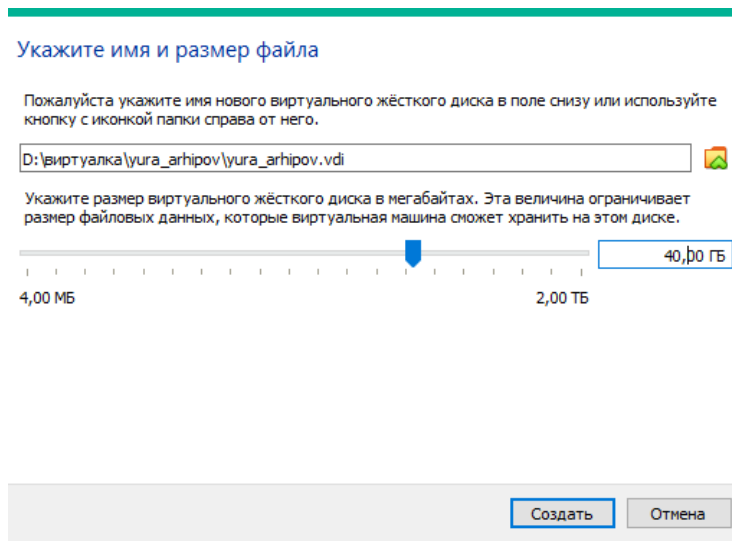 Укажите имя и размер файла
Пожалуйста укажите имя нового виртуального жёсткого диска в поле снизу или используйте
кнопку с иконкой папки справа от него.
D:\виртуалка\yura_arhipov\yura_arhipov.vdi
Укажите размер виртуального жёсткого диска в мегабайтах. Эта величина ограничивает
размер файловых данных, которые виртуальная машина сможет хранить на этом диске.
40,00 ГБ
4,00 МБ 2,00 ТБ
Создать Отмена